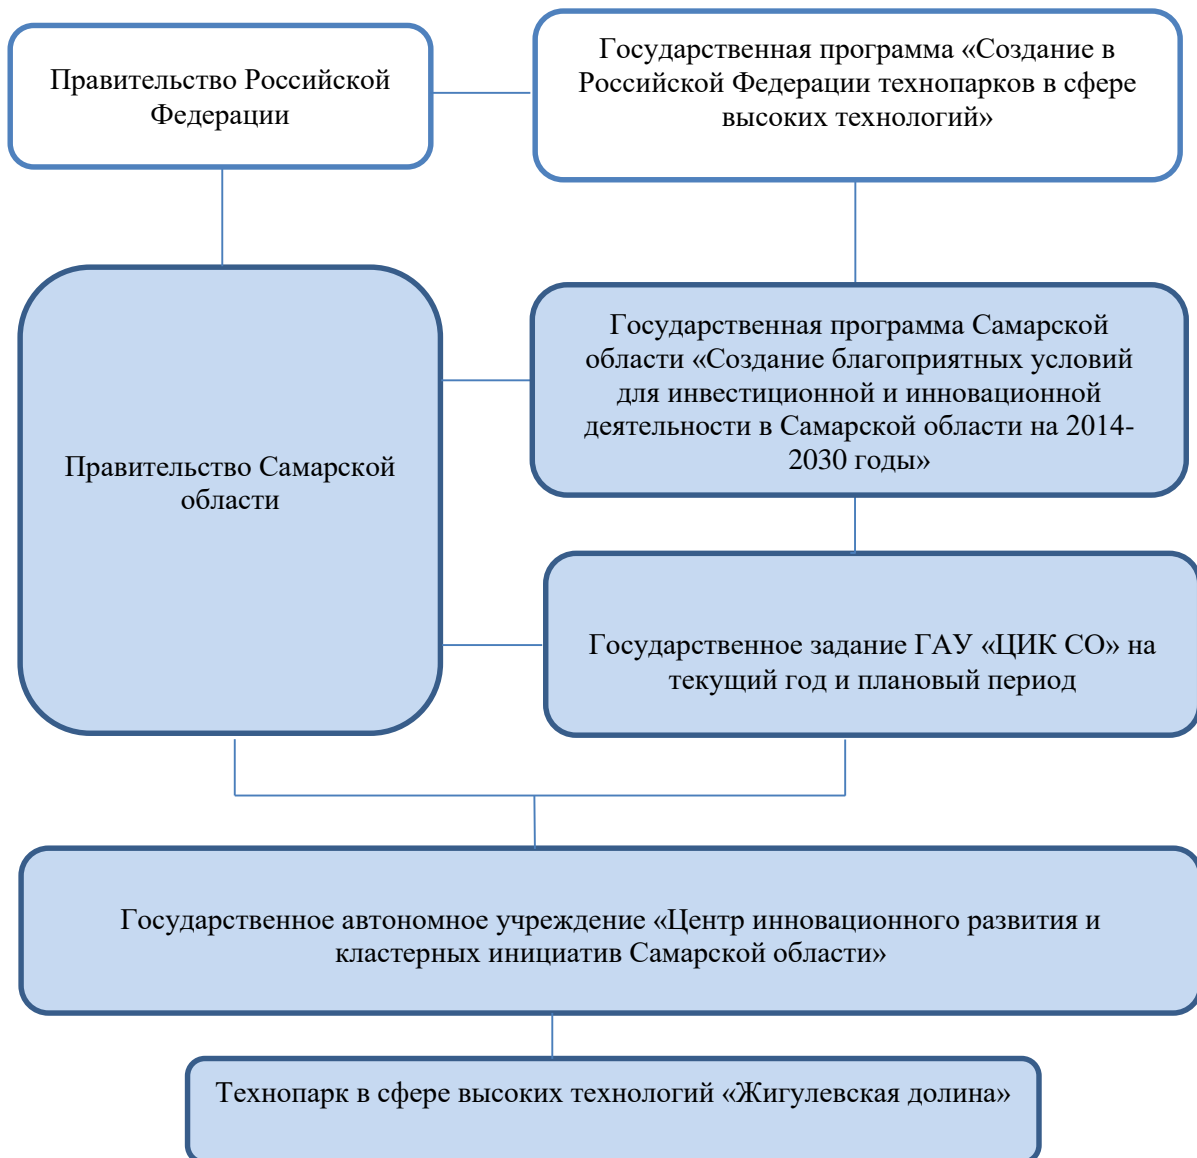 Правительство Российской
Федерации
Государственная программа «Создание в
Российской Федерации технопарков в сфере
высоких технологий»
Государственная программа Самарской
области «Создание благоприятных условий
для инвестиционной и инновационной
деятельности в Самарской области на 2014-
2030 годы»
Правительство Самарской
области
Государственное задание ГАУ «ЦИК СО» на
текущий год и плановый период
Государственное автономное учреждение «Центр инновационного развития и
кластерных инициатив Самарской области»
Технопарк в сфере высоких технологий «Жигулевская долина»